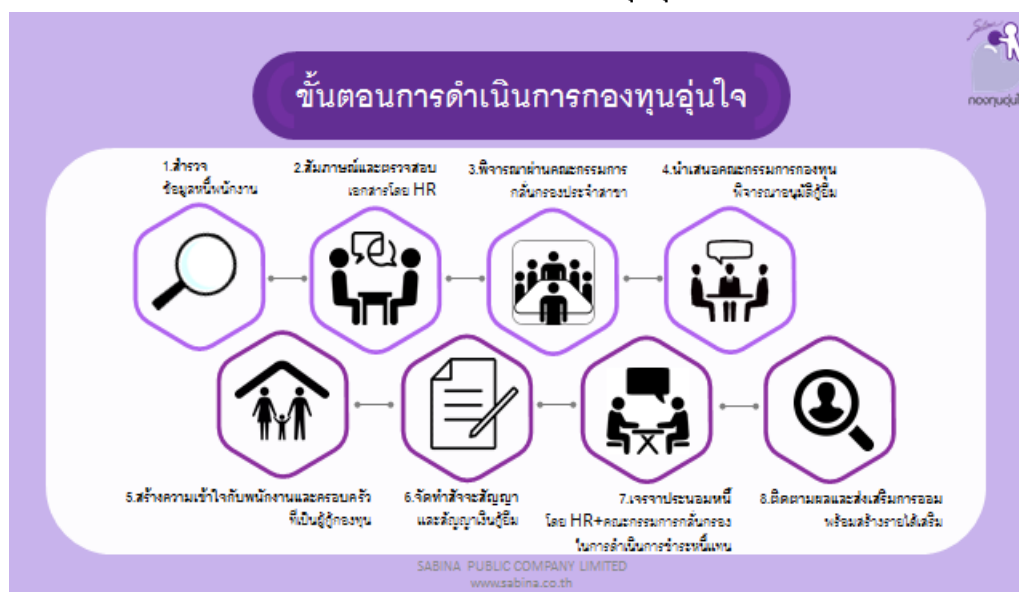 ขั้นตอนการดำเนินการกองทุนอุ่นใจ
กองทุนอุ่นใ
1.สำรวจ
ข้อมูลหนี้พนักงาน
2.สัมภาษณ์และตรวจสอบ
เอกสารโดย HR
3.พิจารณาผ่านคณะกรรมการ
กลั่นกรองประจำสาขา
4.นำเสนอคณะกรรมการกองทุน
พิจารณาอนุมัติกู้ยืม
5.สร้างความเข้าใจกับพนักงานและครอบครัว
ที่เป็นผู้กู้กองทุน
6.จัดทำสัจจะสัญญา
และสัญญาเงินกู้ยืม
7.เจรจาประนอมหนี้
โดย HR+คณะกรรมการกลั่นกรอง
ในการดำเนินการชำระหนี้แทน
8.ติดตามผลและส่งเสริมการออม
พร้อมสร้างรายได้เสริม
SABINA PUBLIC COMPANY LIMITED
www.sabina.co.th